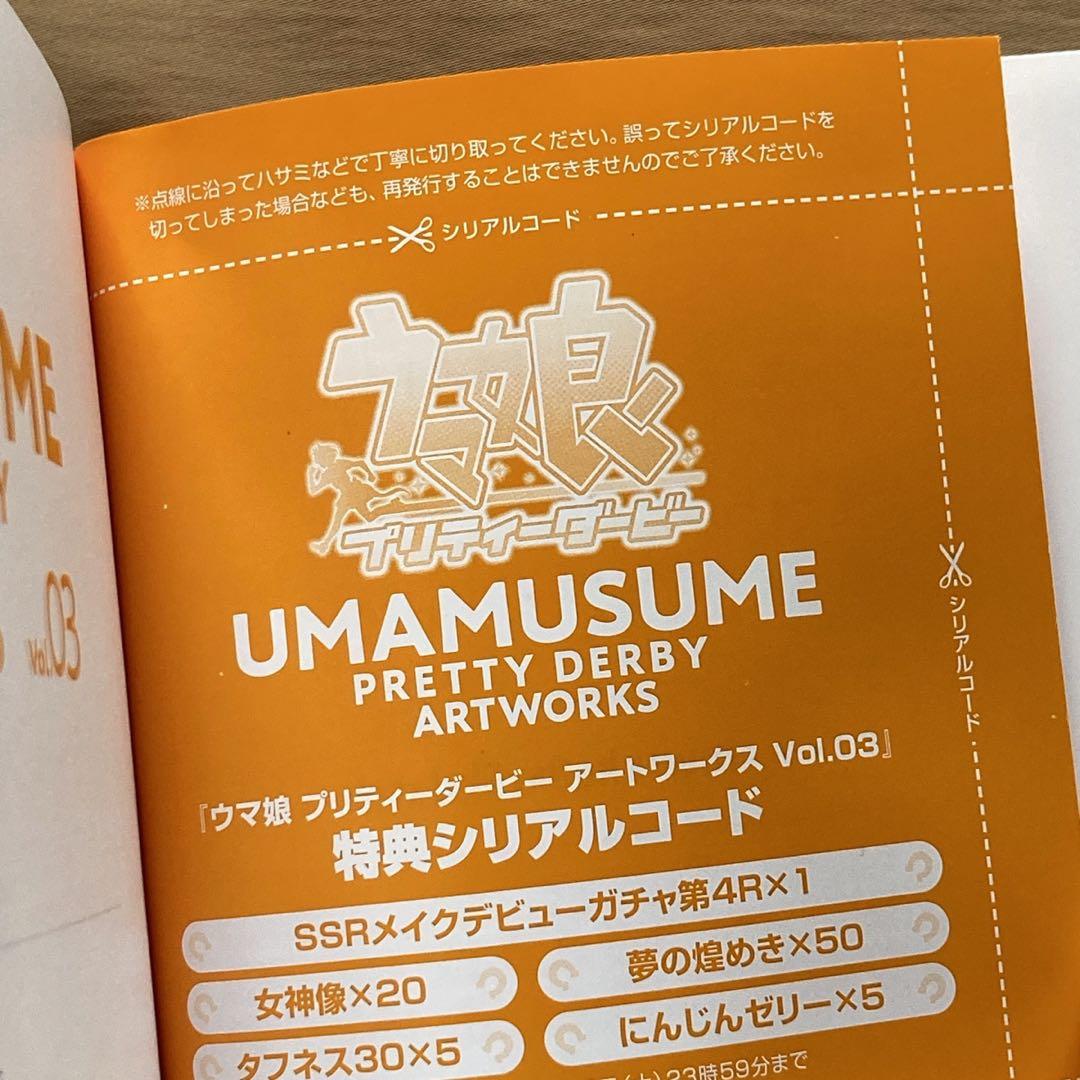 ME
Y
Vol.03
※点線に沿ってハサミなどで丁寧に切り取ってください。誤ってシリアルコードを
切ってしまった場合なども、再発行することはできませんのでご了承ください。
シリアルコード
ウマ娘
プリティーダービー
UMAMUSUME
PRETTY DERBY
ARTWORKS
シリアルコード
『ウマ娘 プリティーダービー アートワークス Vol.03』
特典シリアルコード
SSRメイクデビューガチャ第4R×1
女神像×20
夢の煌めき×50
タフネス30×5
にんじんゼリー×5
(土)23時59分まで